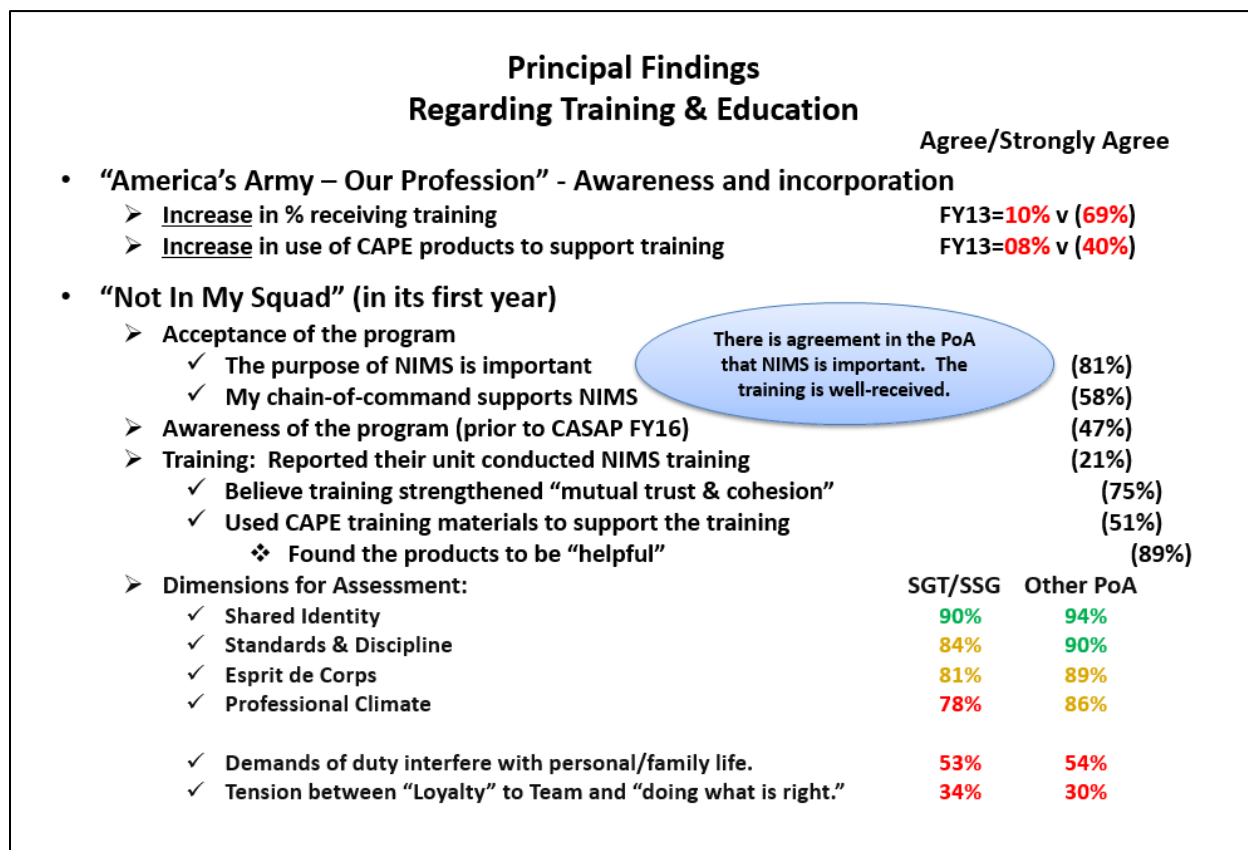 Principal Findings
Regarding Training & Education
Agree/Strongly Agree
• “America’s Army – Our Profession” - Awareness and incorporation
➢ Increase in % receiving training FY13=10% v (69%)
➢ Increase in use of CAPE products to support training FY13=08% v (40%)
• “Not In My Squad” (in its first year)
➢ Acceptance of the program
There is agreement in the PoA
that NIMS is important. The
training is well-received.
✓ The purpose of NIMS is important (81%)
✓ My chain-of-command supports NIMS (58%)
➢ Awareness of the program (prior to CASAP FY16) (47%)
➢ Training: Reported their unit conducted NIMS training (21%)
✓ Believe training strengthened “mutual trust & cohesion” (75%)
✓ Used CAPE training materials to support the training (51%)
❖ Found the products to be “helpful” (89%)
➢ Dimensions for Assessment: SGT/SSG Other PoA
✓ Shared Identity 90% 94%
✓ Standards & Discipline 84% 90%
✓ Esprit de Corps 81% 89%
✓ Professional Climate 78% 86%
✓ Demands of duty interfere with personal/family life. 53% 54%
✓ Tension between “Loyalty” to Team and “doing what is right.” 34% 30%